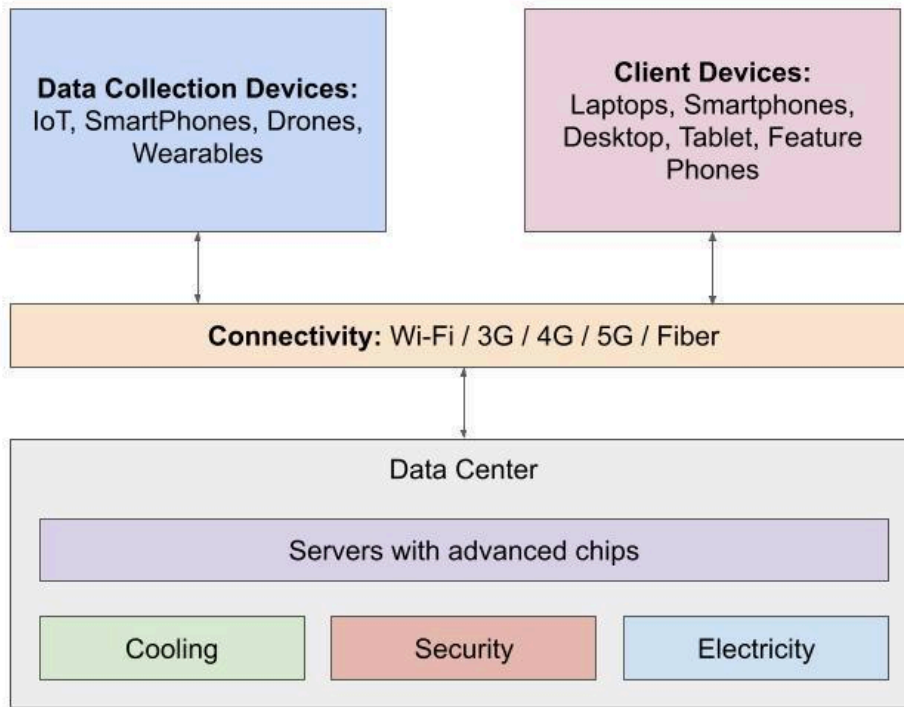 Data Collection Devices:
IoT, SmartPhones, Drones,
Wearables
Client Devices:
Laptops, Smartphones,
Desktop, Tablet, Feature
Phones
Connectivity: Wi-Fi / 3G / 4G / 5G / Fiber
Data Center
Servers with advanced chips
Cooling
Security
Electricity